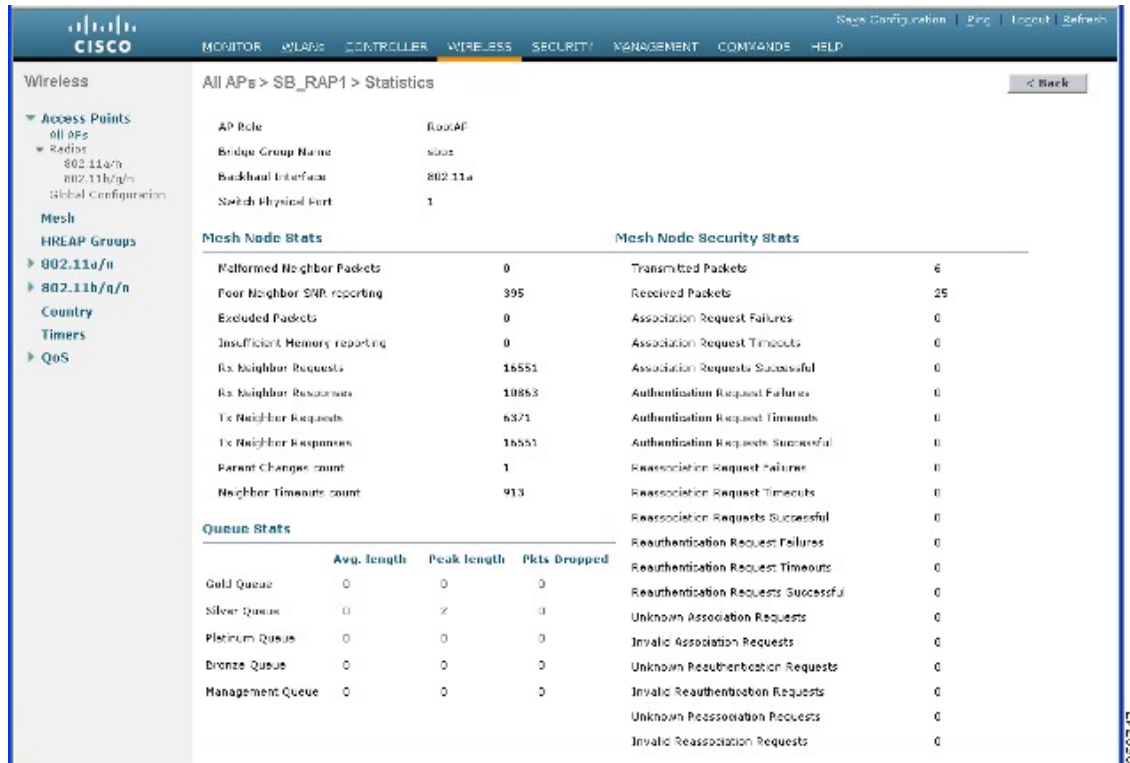 Save Configuration | Ping | Logout | Refresh
CISCO
MONITOR WLANs CONTROLLER WIRELESS SECURITY MANAGEMENT COMMANDS HELP
Wireless
Access Points
All APs
Radios
802.11a/n
802.11b/g/n
Global Configuration
Mesh
HREAP Groups
802.11a/n
802.11b/g/n
Country
Timers
QoS
All APs > SB_RAP1 > Statistics
< Back
AP Role RootAP
Bridge Group Name sbox
Backhaul Interface 802.11a
Switch Physical Port 1
Mesh Node Stats
Malformed Neighbor Packets 0
Poor Neighbor SNR reporting 395
Excluded Packets 0
Insufficient Memory reporting 0
Rx Neighbor Requests 16551
Rx Neighbor Responses 10863
Tx Neighbor Requests 6371
Tx Neighbor Responses 16551
Parent Changes count 1
Neighbor Timeouts count 913
Queue Stats
Avg. length Peak length Pkts Dropped
Gold Queue 0 0 0
Silver Queue 0 2 0
Platinum Queue 0 0 0
Bronze Queue 0 0 0
Management Queue 0 0 0
Mesh Node Security Stats
Transmitted Packets 6
Received Packets 25
Association Request Failures 0
Association Request Timeouts 0
Association Requests Successful 0
Authentication Request Failures 0
Authentication Request Timeouts 0
Authentication Requests Successful 0
Reassociation Request Failures 0
Reassociation Request Timeouts 0
Reassociation Requests Successful 0
Reauthentication Request Failures 0
Reauthentication Request Timeouts 0
Reauthentication Requests Successful 0
Unknown Association Requests 0
Invalid Association Requests 0
Unknown Reauthentication Requests 0
Invalid Reauthentication Requests 0
Unknown Reassociation Requests 0
Invalid Reassociation Requests 0